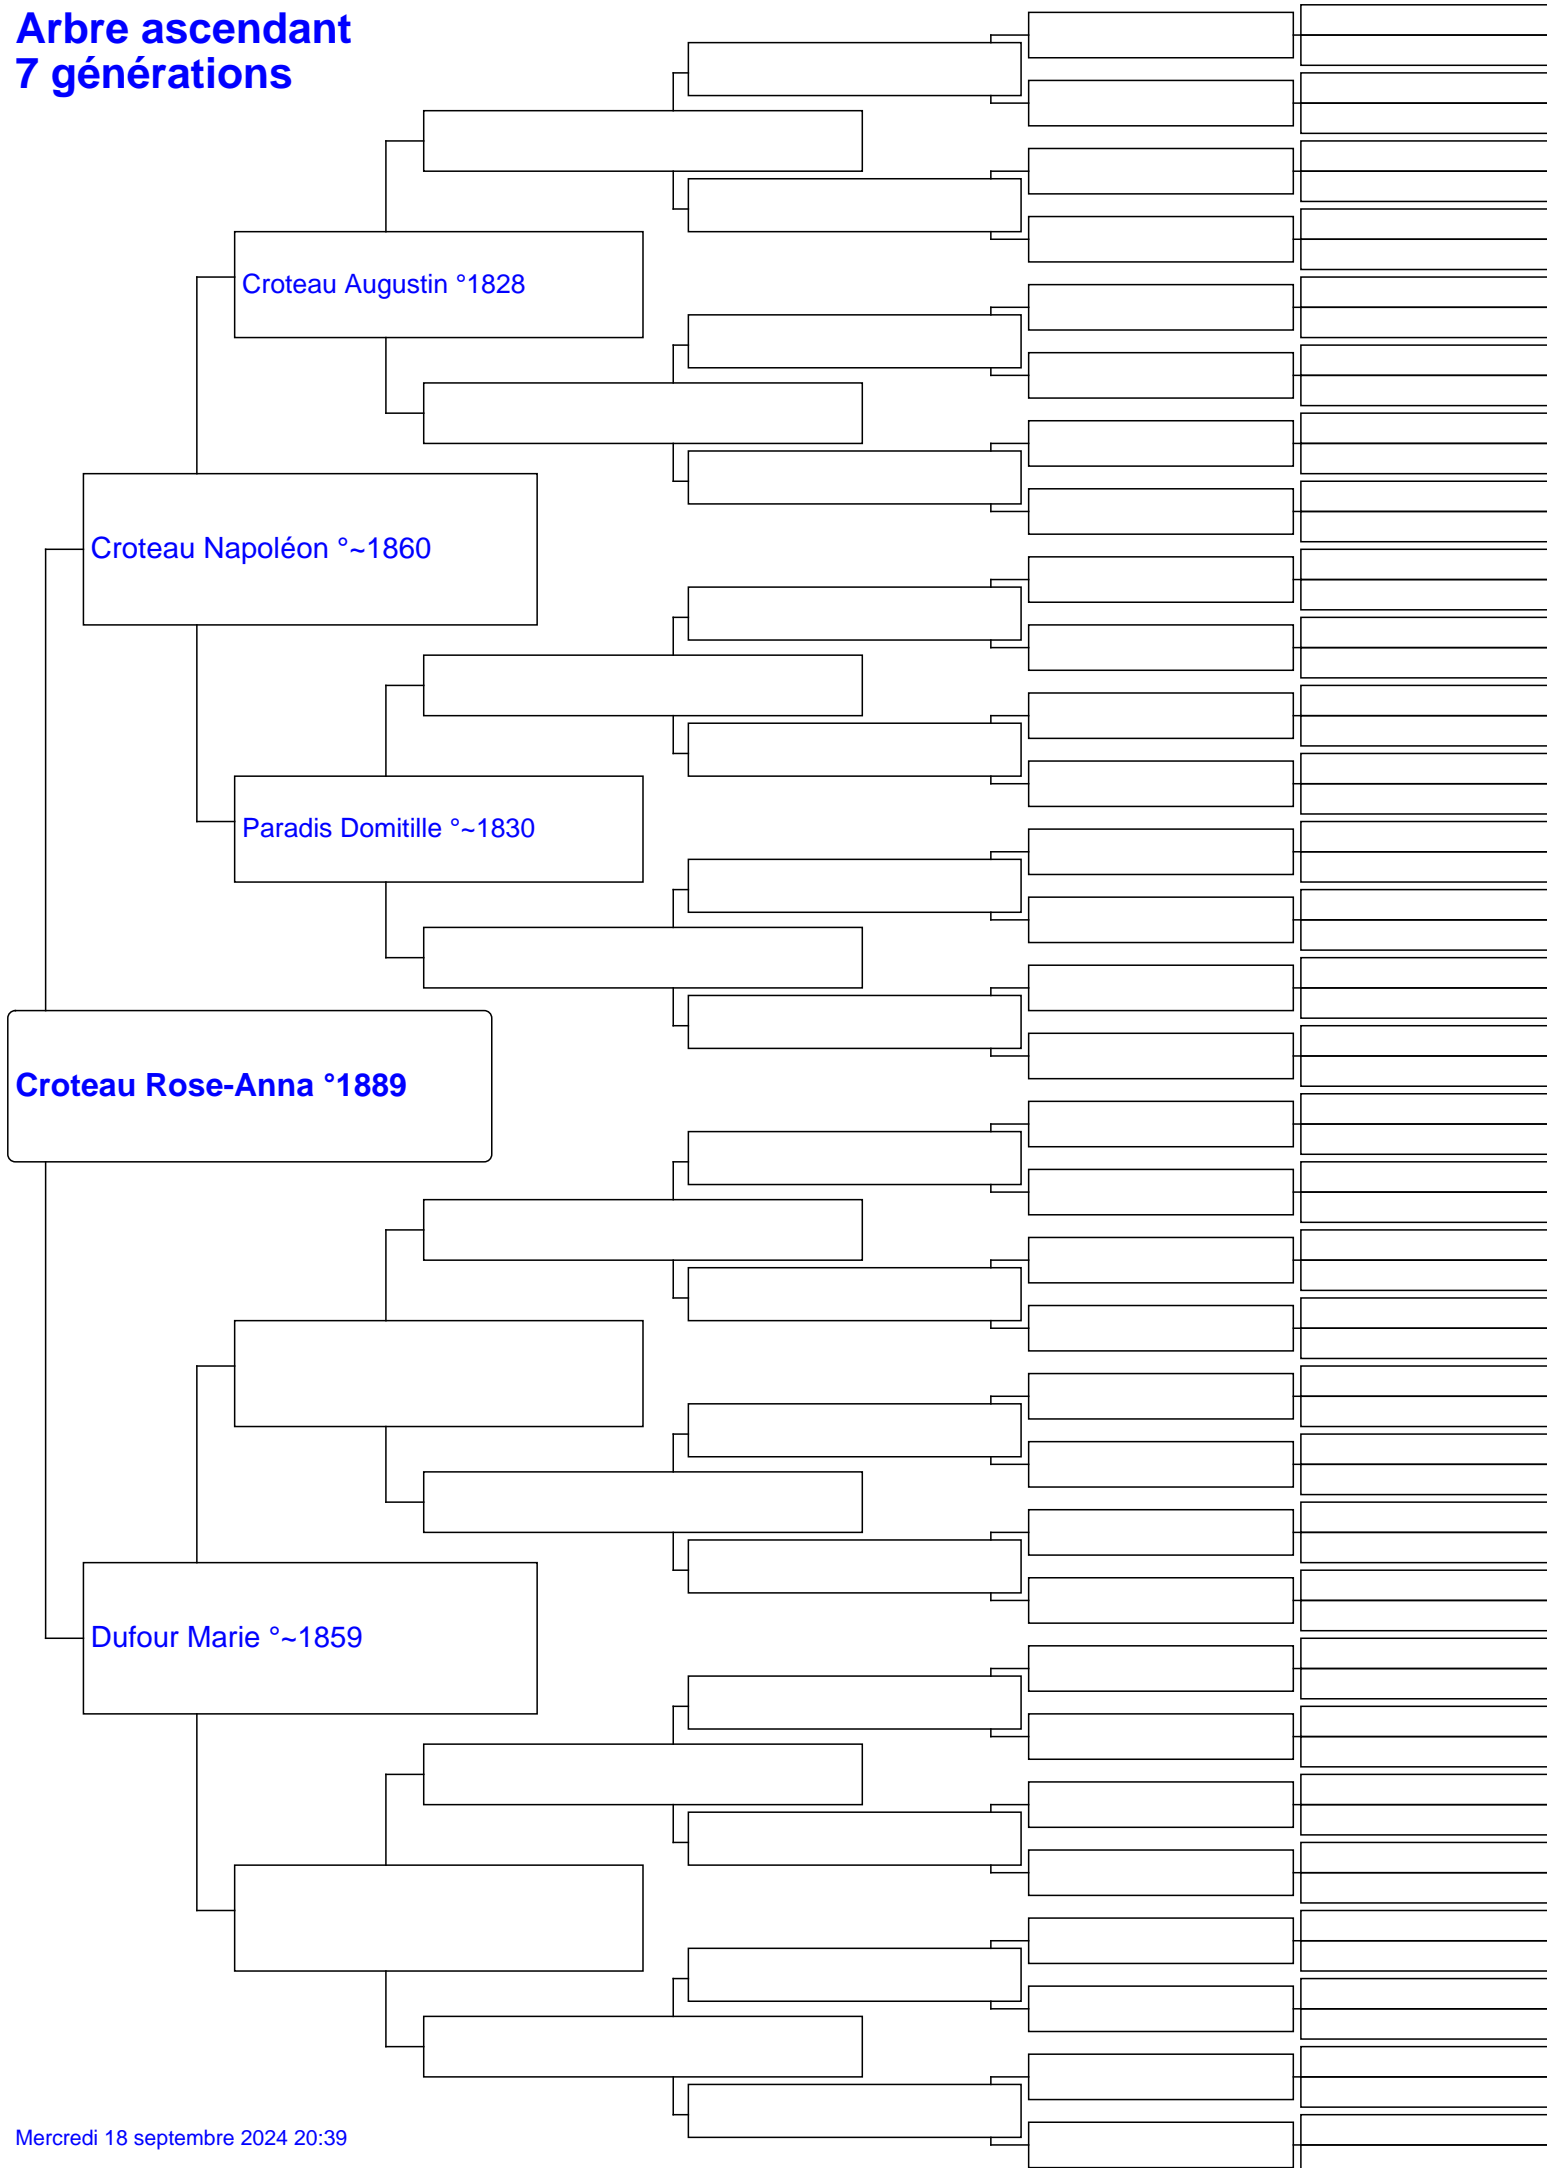 Arbre ascendant
7 générations
Croteau Augustin °1828
Croteau Napoléon °~1860
Paradis Domitille °~1830
Croteau Rose-Anna °1889
Dufour Marie °~1859
Mercredi 18 septembre 2024 20:39